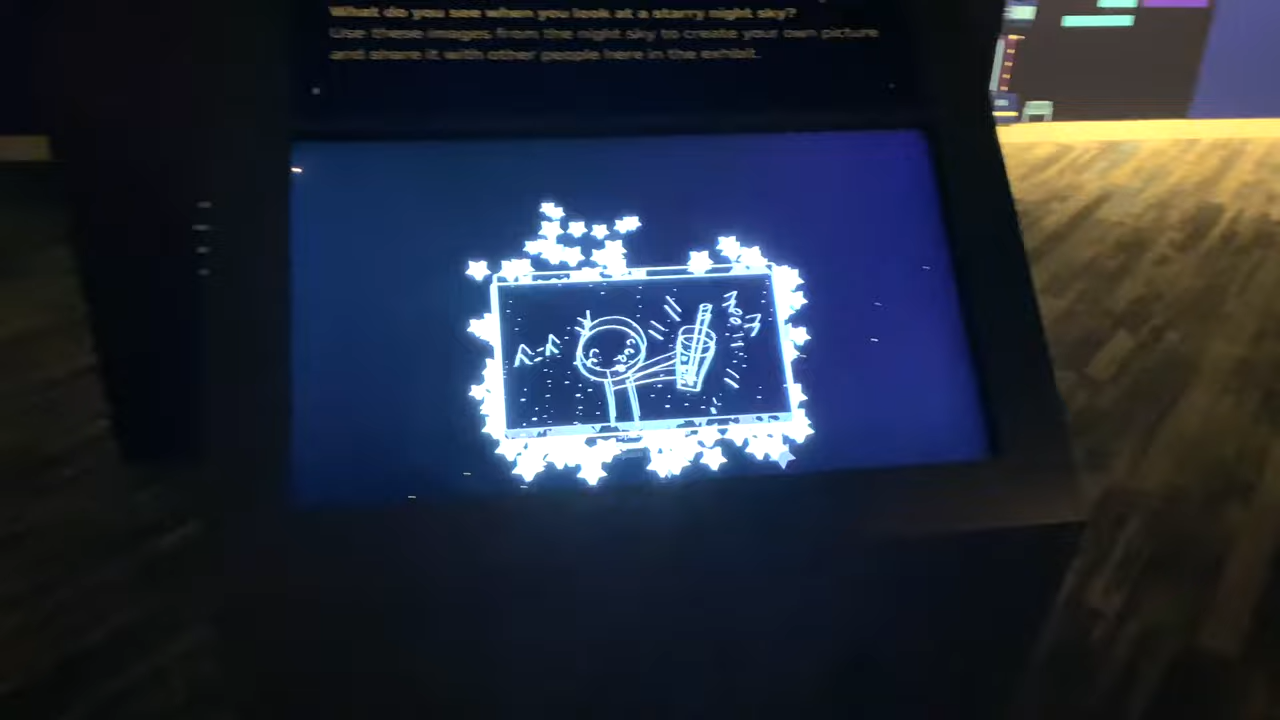 What do you see when you look at a starry night sky?
Use these images from the night sky to create your own picture
and share it with other people here in the exhibit.